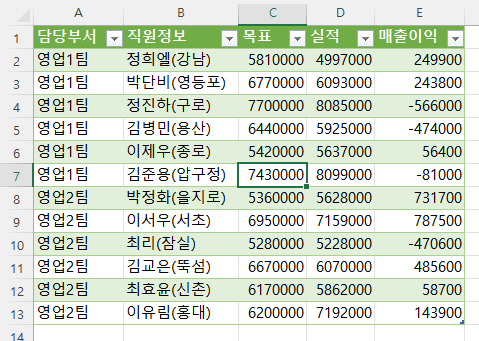 A B C D E
1 담당부서 직원정보 목표 실적 매출이익
2 영업1팀 정희엘(강남) 5810000 4997000 249900
3 영업1팀 박단비(영등포) 6770000 6093000 243800
4 영업1팀 정진하(구로) 7700000 8085000 -566000
5 영업1팀 김병민(용산) 6440000 5925000 -474000
6 영업1팀 이제우(종로) 5420000 5637000 56400
7 영업1팀 김준용(압구정) 7430000 8099000 -81000
8 영업2팀 박정화(을지로) 5360000 5628000 731700
9 영업2팀 이서우(서초) 6950000 7159000 787500
10 영업2팀 최리(잠실) 5280000 5228000 -470600
11 영업2팀 김교은(뚝섬) 6670000 6070000 485600
12 영업2팀 최효윤(신촌) 6170000 5862000 58700
13 영업2팀 이유림(홍대) 6200000 7192000 143900
14